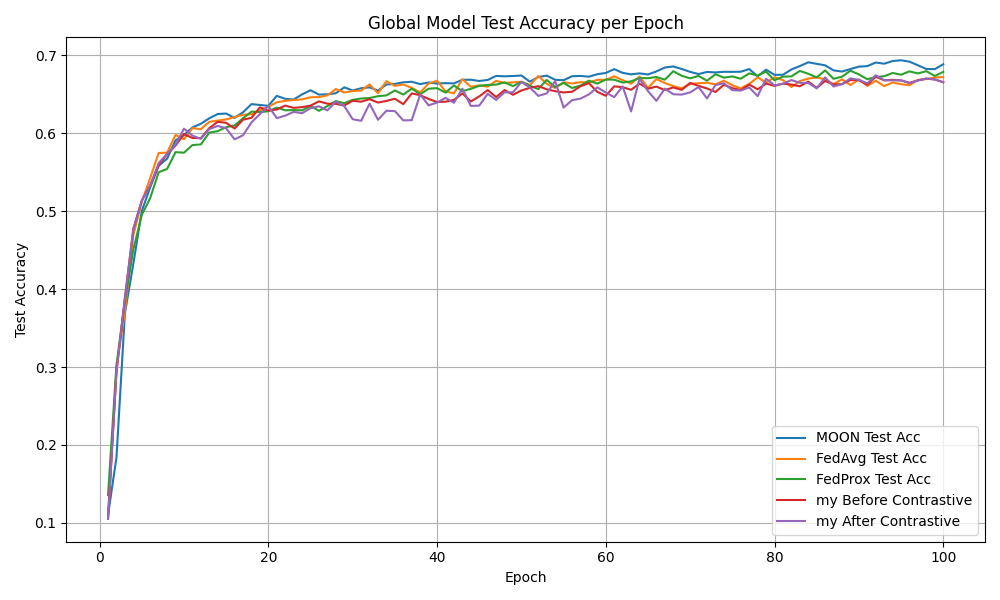 Global Model Test Accuracy per Epoch
Test Accuracy
0.7
0.6
0.5
0.4
0.3
0.2
0.1
0
20
40
60
80
100
Epoch
MOON Test Acc
FedAvg Test Acc
FedProx Test Acc
my Before Contrastive
my After Contrastive